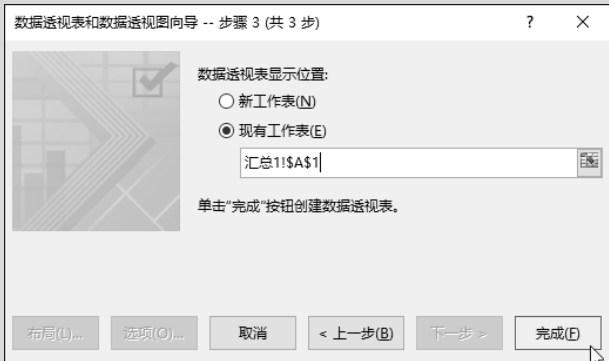 数据透视表和数据透视图向导 -- 步骤 3 (共 3 步)
?
数据透视表显示位置:
新工作表(N)
现有工作表(E)
汇总1!$A$1
单击“完成”按钮创建数据透视表。
布局(L)... 选项(O)... 取消 < 上一步(B) 下一步 > 完成(F)